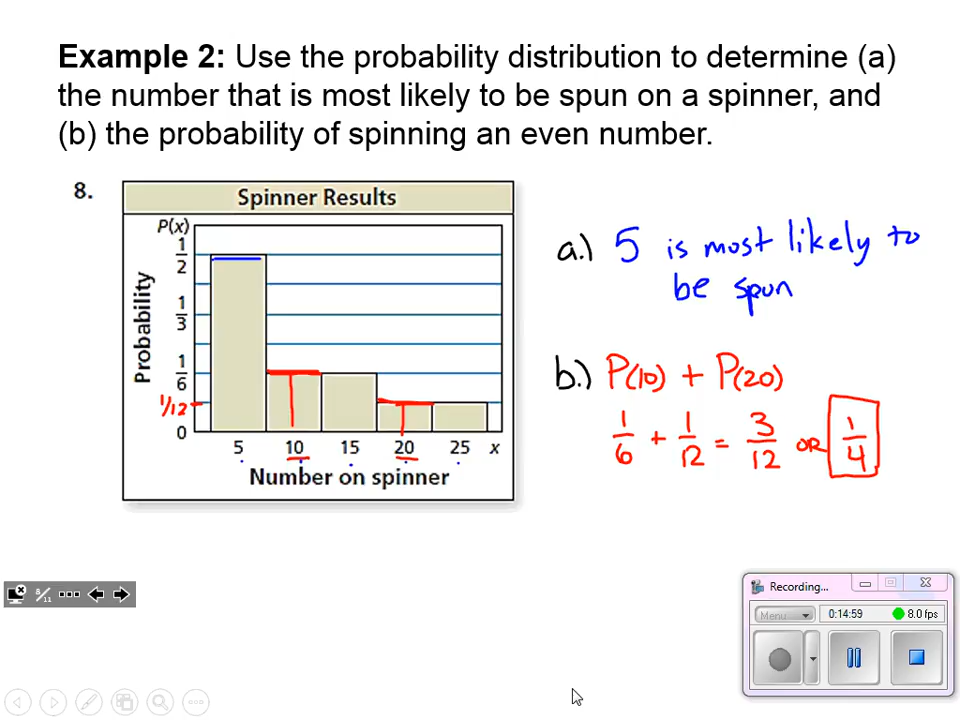 Example 2: Use the probability distribution to determine (a)
the number that is most likely to be spun on a spinner, and
(b) the probability of spinning an even number.
8.
Spinner Results
P(x)
1/2
1/3
1/6
1/12
0
Probability
5 10 15 20 25 x
Number on spinner
a.) 5 is most likely to
be spun
b.) P(10) + P(20)
1/6 + 1/12 = 3/12 OR 1/4
8/11
Recording...
Menu 0:14:59 8.0 fps